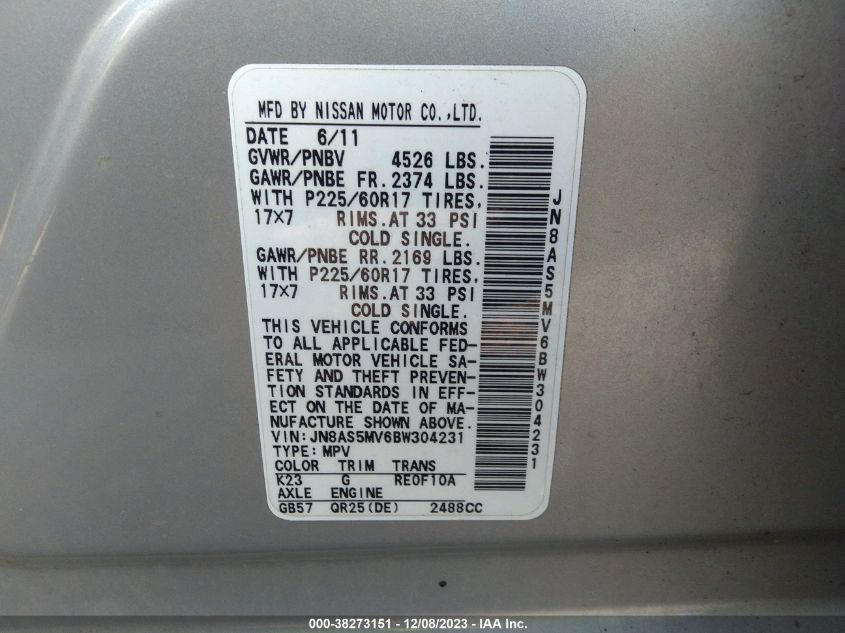 MFD BY NISSAN MOTOR CO.,LTD.
DATE 6/11
GVWR/PNBV 4526 LBS.
GAWR/PNBE FR. 2374 LBS.
WITH P225/60R17 TIRES,
17×7 RIMS.AT 33 PSI
COLD SINGLE.
GAWR/PNBE RR. 2169 LBS.
WITH P225/60R17 TIRES,
17×7 RIMS.AT 33 PSI
COLD SINGLE.
THIS VEHICLE CONFORMS
TO ALL APPLICABLE FED-
ERAL MOTOR VEHICLE SA-
FETY AND THEFT PREVEN-
TION STANDARDS IN EFF-
ECT ON THE DATE OF MA-
NUFACTURE SHOWN ABOVE.
VIN:JN8AS5MV6BW304231
TYPE:MPV
COLOR TRIM TRANS
K23 G RE0F10A
AXLE ENGINE
GB57 QR25(DE) 2488CC
JN8AS5MV6BW304231
000-38273151 - 12/08/2023 - IAA Inc.